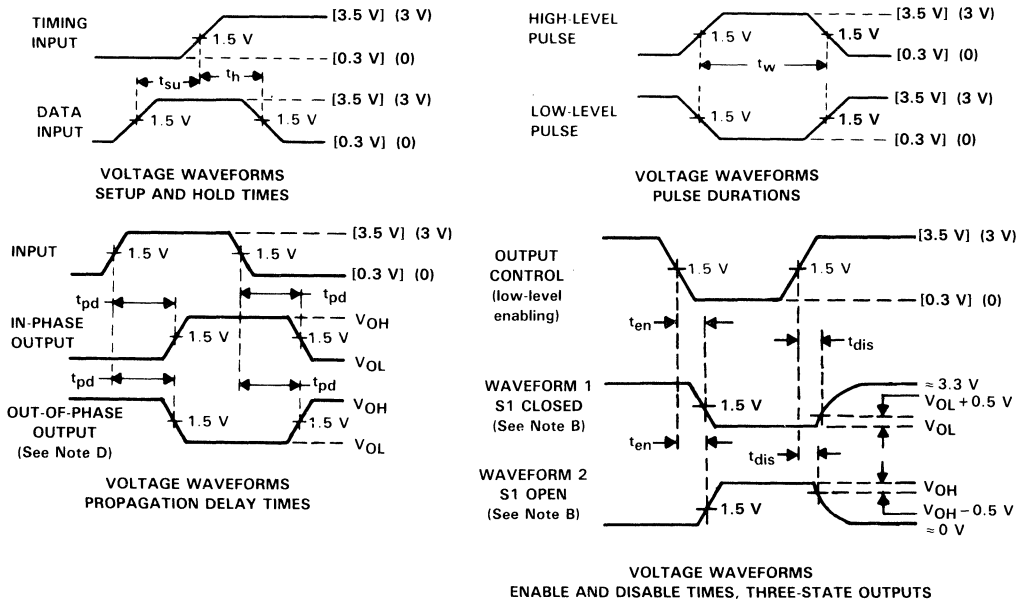 TIMING
INPUT
[3.5 V] (3 V)
1.5 V
[0.3 V] (0)
tsu
th
DATA
INPUT
[3.5 V] (3 V)
1.5 V
1.5 V
[0.3 V] (0)
VOLTAGE WAVEFORMS
SETUP AND HOLD TIMES
HIGH-LEVEL
PULSE
[3.5 V] (3 V)
1.5 V
1.5 V
[0.3 V] (0)
tw
LOW-LEVEL
PULSE
[3.5 V] (3 V)
1.5 V
1.5 V
[0.3 V] (0)
VOLTAGE WAVEFORMS
PULSE DURATIONS
INPUT
[3.5 V] (3 V)
1.5 V
1.5 V
[0.3 V] (0)
tpd
tpd
IN-PHASE
OUTPUT
VOH
1.5 V
1.5 V
VOL
tpd
tpd
OUT-OF-PHASE
OUTPUT
(See Note D)
VOH
1.5 V
1.5 V
VOL
VOLTAGE WAVEFORMS
PROPAGATION DELAY TIMES
OUTPUT
CONTROL
(low-level
enabling)
[3.5 V] (3 V)
1.5 V
1.5 V
[0.3 V] (0)
ten
tdis
WAVEFORM 1
S1 CLOSED
(See Note B)
1.5 V
≈ 3.3 V
VOL + 0.5 V
VOL
ten
tdis
WAVEFORM 2
S1 OPEN
(See Note B)
1.5 V
VOH
VOH − 0.5 V
≈ 0 V
VOLTAGE WAVEFORMS
ENABLE AND DISABLE TIMES, THREE-STATE OUTPUTS